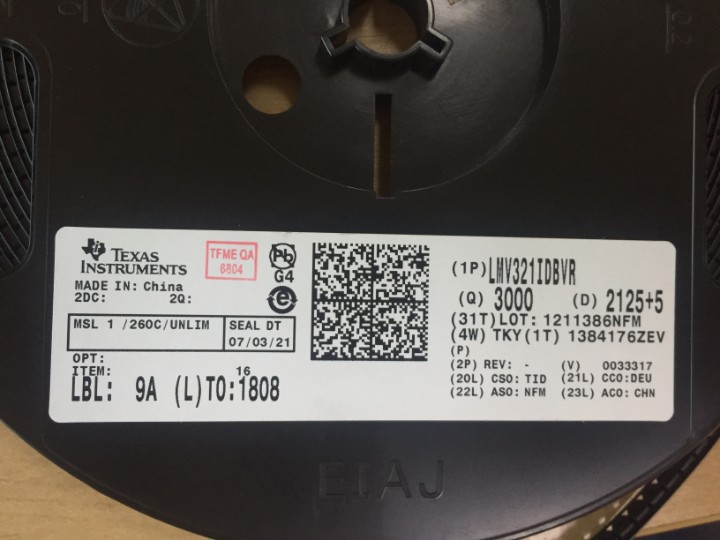 TEXAS
INSTRUMENTS
MADE IN: China
2DC: 2Q:
TFME QA
6804
Pb
G4
e
MSL 1 /260C/UNLIM
SEAL DT
07/03/21
OPT:
ITEM: 16
LBL: 9A (L)TO:1808
(1P)LMV321IDBVR
(Q) 3000 (D) 2125+5
(31T)LOT: 1211386NFM
(4W) TKY(1T) 1384176ZEV
(P)
(2P) REV: - (V) 0033317
(20L) CSO:TID (21L) CCO:DEU
(22L) ASO:NFM (23L) ACO: CHN
EIAJ